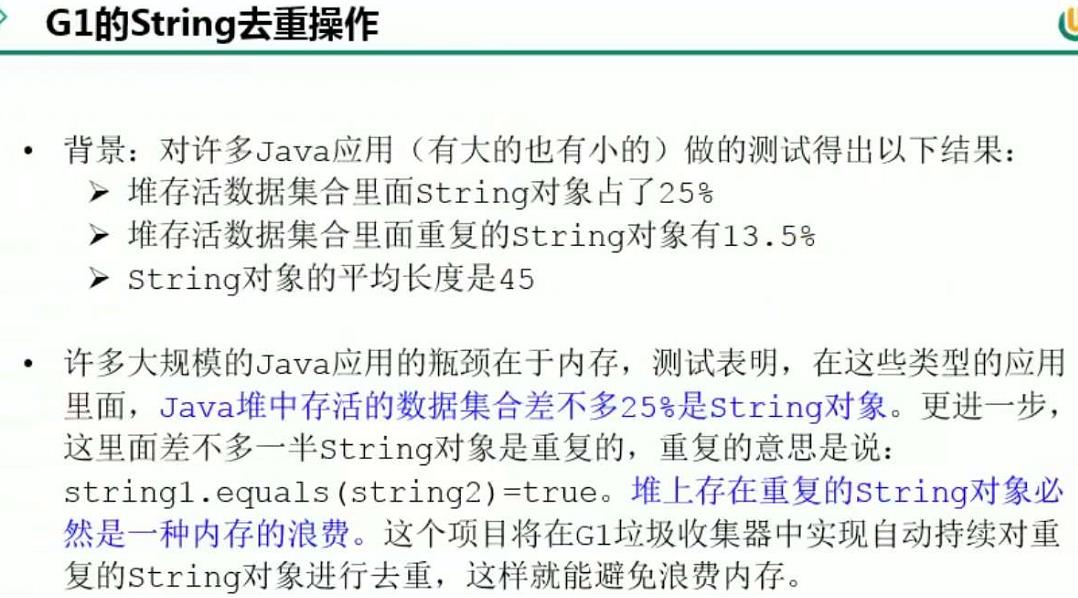 G1的String去重操作
• 背景：对许多Java应用（有大的也有小的）做的测试得出以下结果：
➢ 堆存活数据集合里面String对象占了25%
➢ 堆存活数据集合里面重复的String对象有13.5%
➢ String对象的平均长度是45
• 许多大规模的Java应用的瓶颈在于内存，测试表明，在这些类型的应用
里面，Java堆中存活的数据集合差不多25%是String对象。更进一步，
这里面差不多一半String对象是重复的，重复的意思是说：
string1.equals(string2)=true。堆上存在重复的String对象必
然是一种内存的浪费。这个项目将在G1垃圾收集器中实现自动持续对重
复的String对象进行去重，这样就能避免浪费内存。